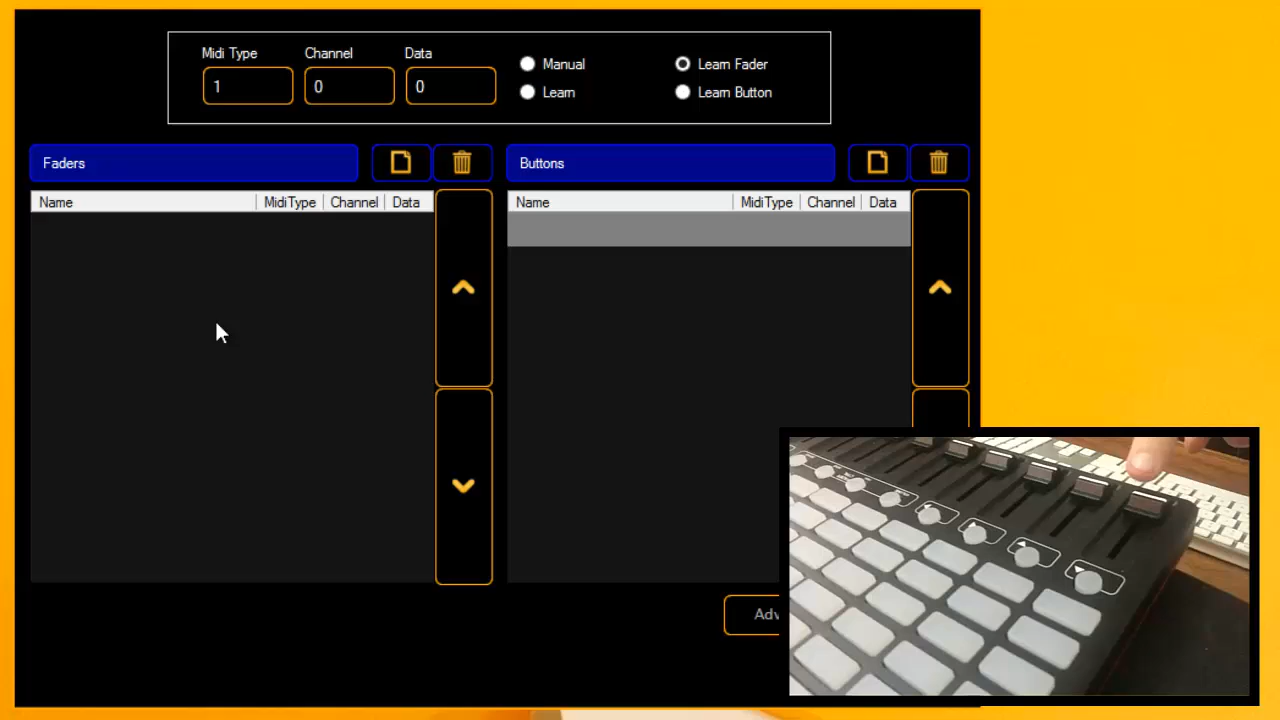 Midi Type Channel Data
1 0 0
Manual Learn Fader
Learn Learn Button
Faders
Buttons
Name MidiType Channel Data
Name MidiType Channel Data
Adv